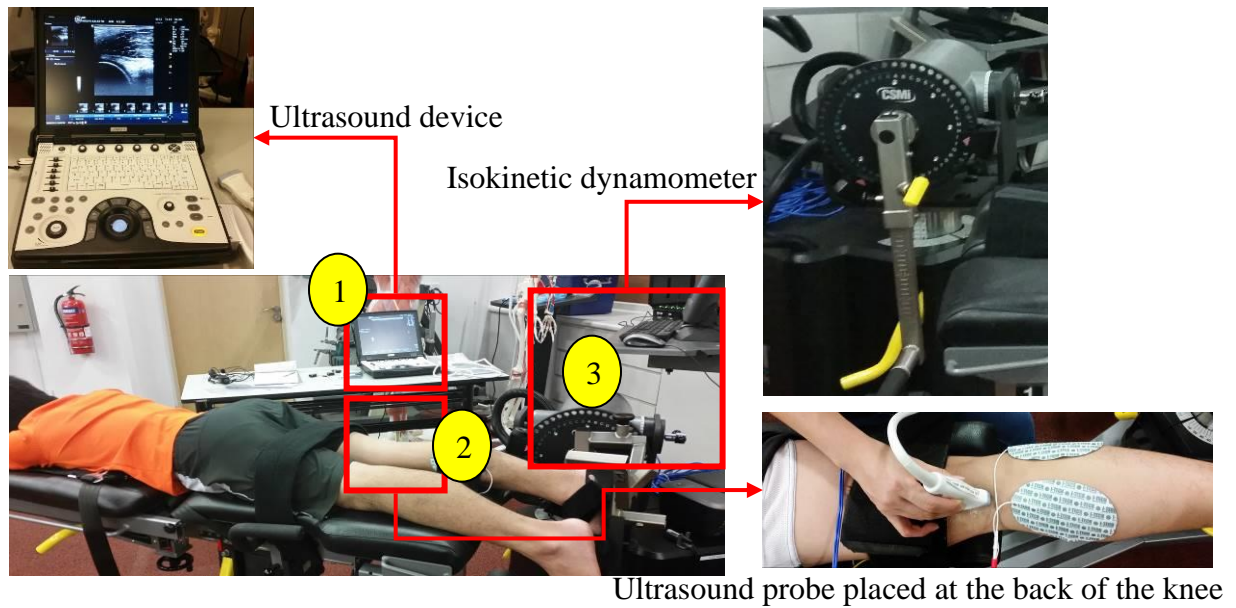 Ultrasound device
CSMi
Isokinetic dynamometer
1
3
2
Ultrasound probe placed at the back of the knee